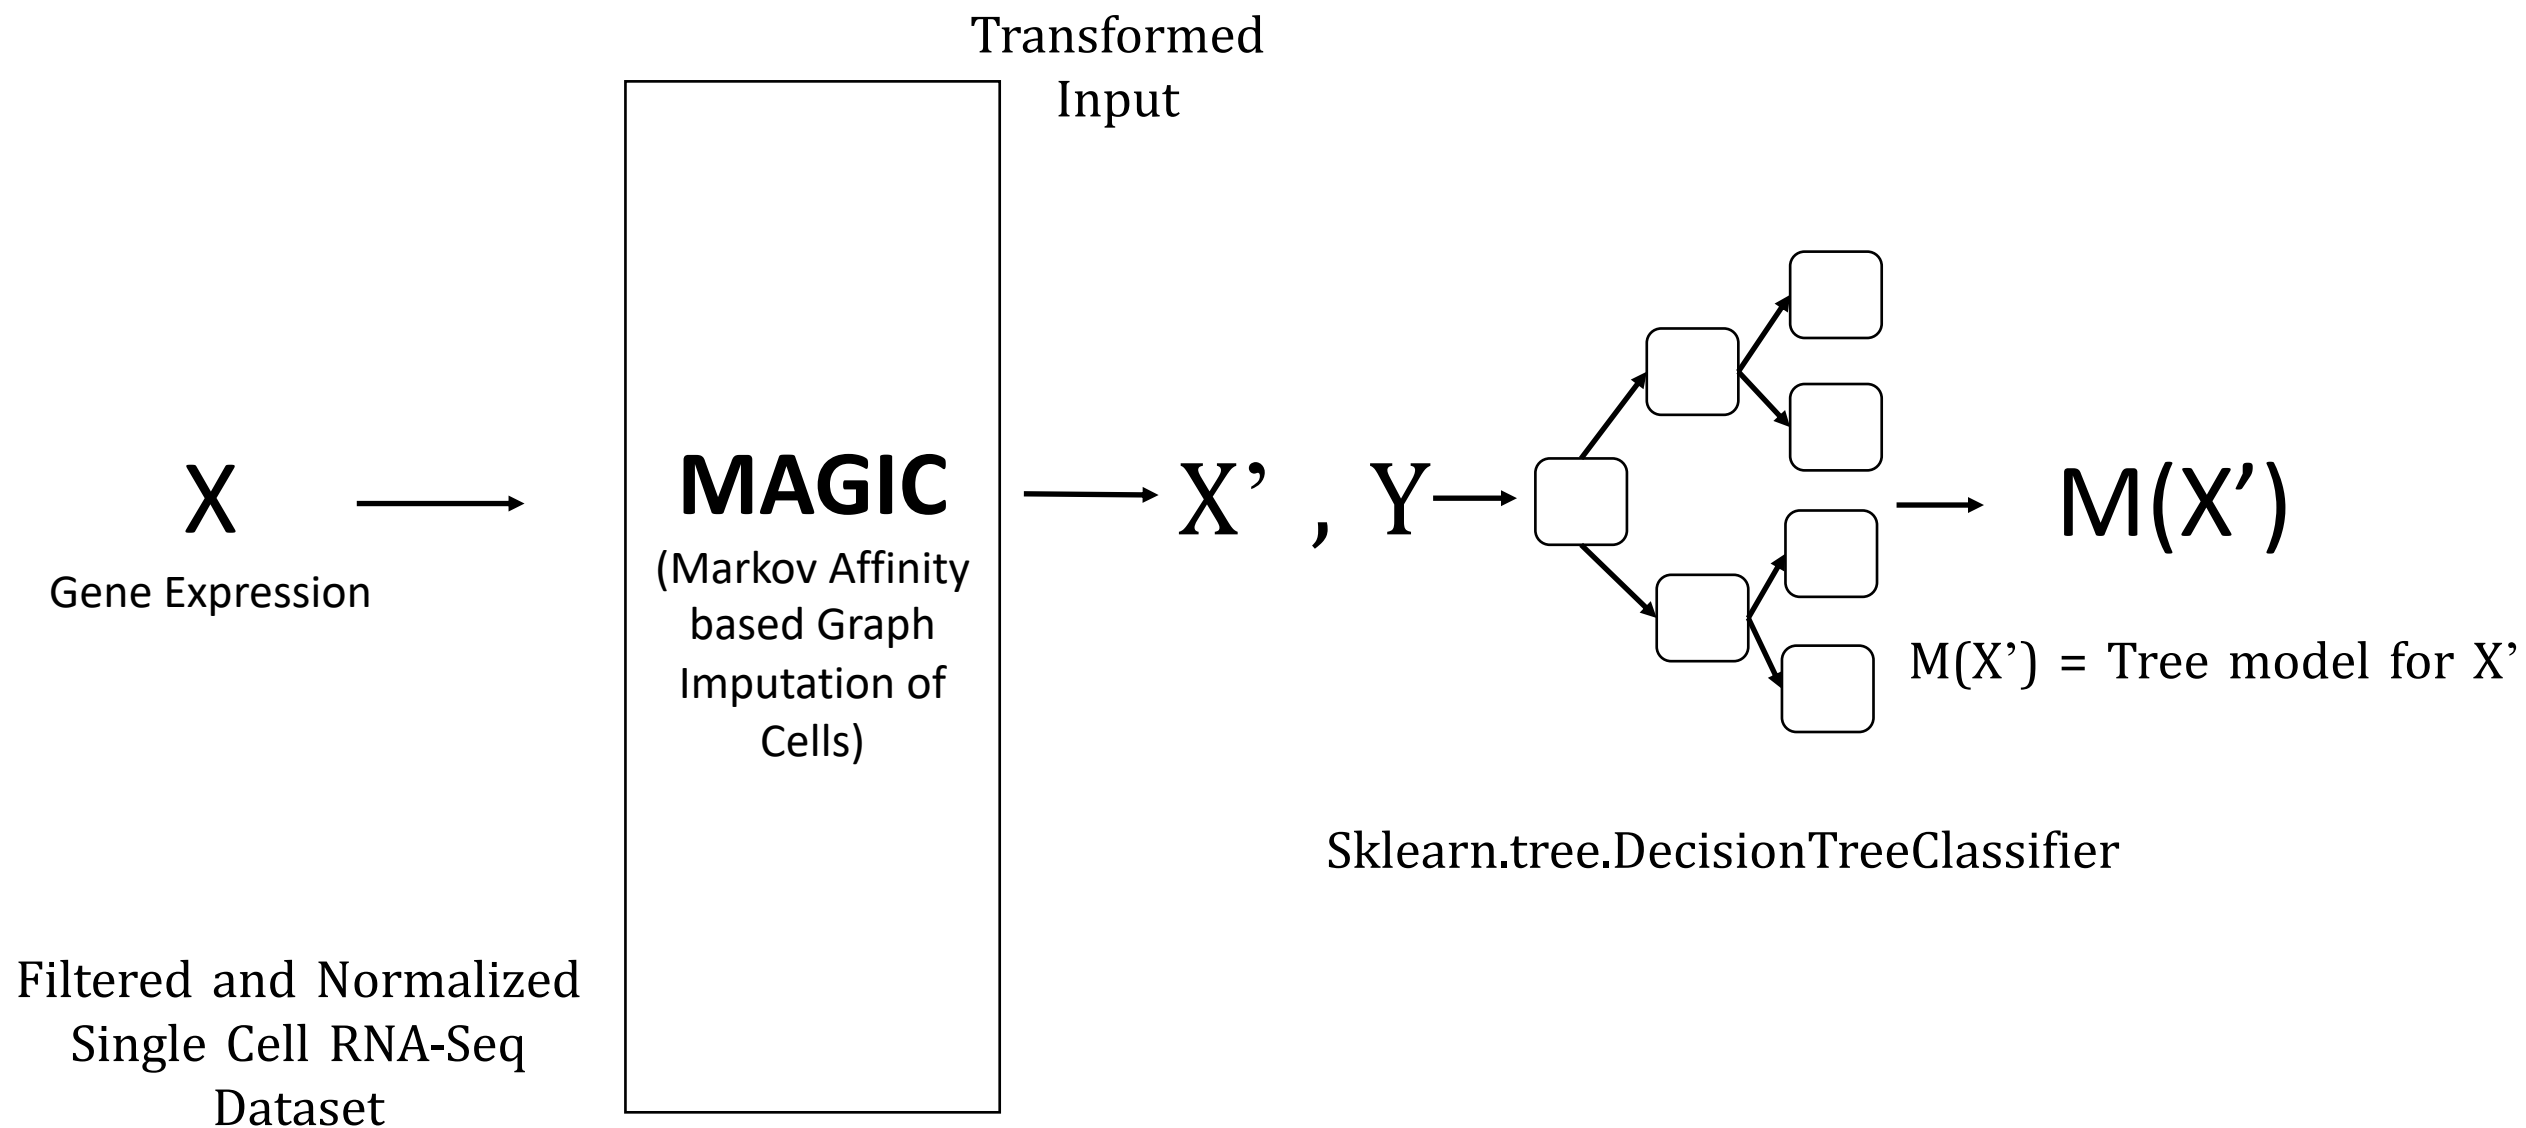 Transformed
Input
X
Gene Expression
Filtered and Normalized
Single Cell RNA-Seq
Dataset
MAGIC
(Markov Affinity
based Graph
Imputation of
Cells)
X’ , Y
Sklearn.tree.DecisionTreeClassifier
M(X’)
M(X’) = Tree model for X’